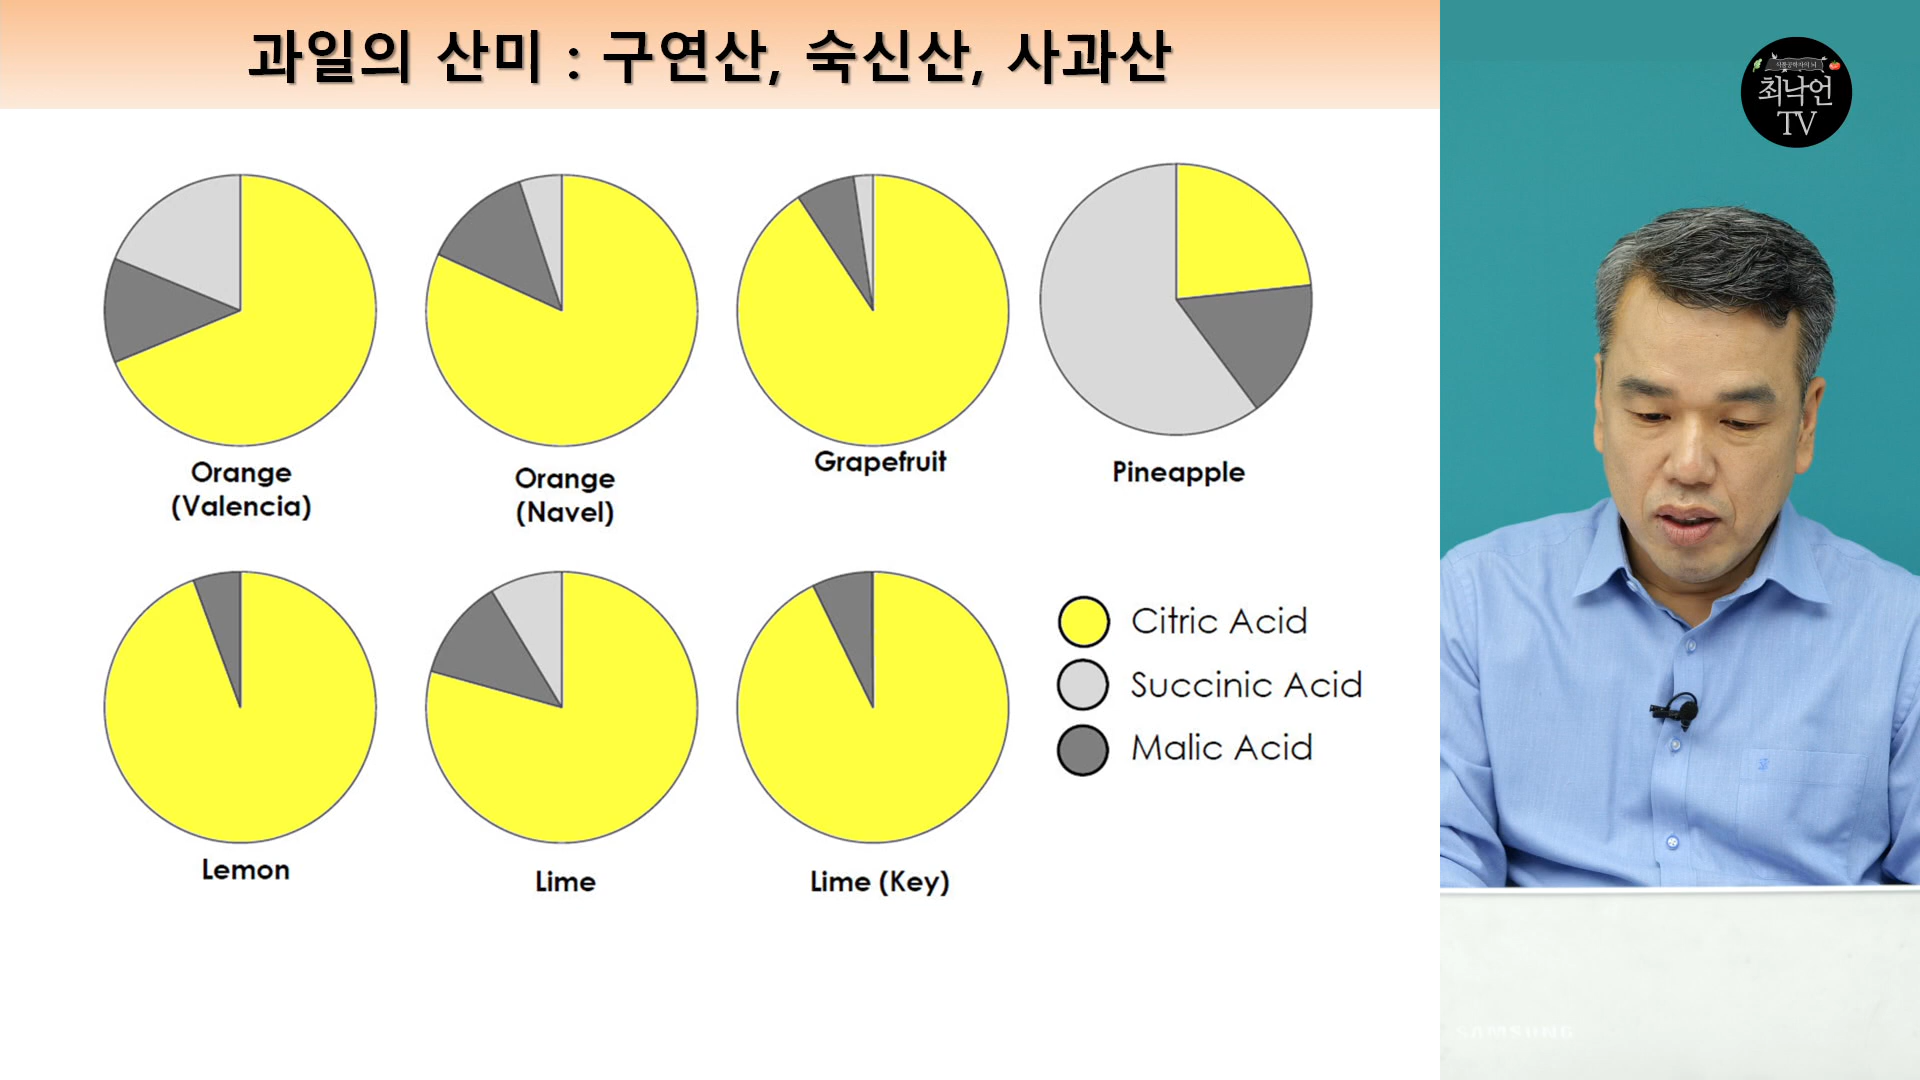 과일의 산미 : 구연산, 숙신산, 사과산
최낙언
TV
Orange
(Valencia)
Orange
(Navel)
Grapefruit
Pineapple
Lemon
Lime
Lime (Key)
Citric Acid
Succinic Acid
Malic Acid
SAMSUNG